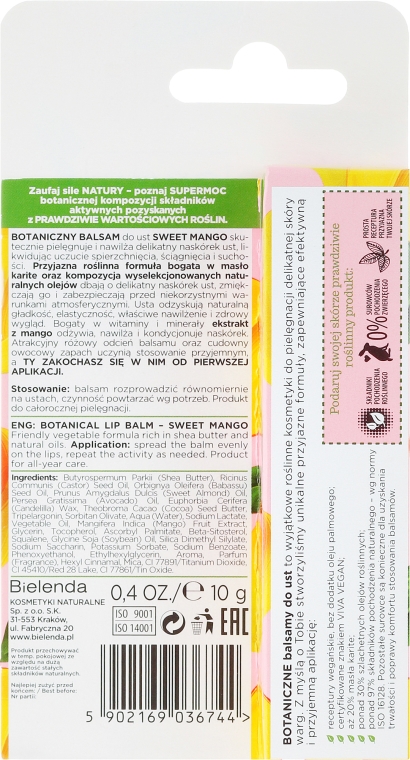 Zaufaj sile NATURY – poznaj SUPERMOC
botanicznej kompozycji składników
aktywnych pozyskanych
z PRAWDZIWIE WARTOŚCIOWYCH ROŚLIN.
BOTANICZNY BALSAM do ust SWEET MANGO sku-
tecznie pielęgnuje i nawilża delikatny naskórek ust, li-
kwidując uczucie spierzchnięcia, ściągnięcia i sucho-
ści. Przyjazna roślinna formuła bogata w masło
karite oraz kompozycja wyselekcjonowanych natu-
ralnych olejów dbają o delikatny naskórek ust, zmiękcz-
ają go i zabezpieczają przed niekorzystnymi wa-
runkami atmosferycznymi. Usta odzyskują naturalną
gładkość, elastyczność, właściwe nawilżenie i zdrowy
wygląd. Bogaty w witaminy i minerały ekstrakt
z mango odżywia, nawilża i kondycjonuje naskórek.
Atrakcyjny różowy odcień balsamu oraz cudowny
owocowy zapach uczynią stosowanie przyjemnym,
a TY ZAKOCHASZ SIĘ W NIM OD PIERWSZEJ
APLIKACJI.
Stosowanie: balsam rozprowadzić równomiernie
na ustach, czynność powtarzać wg potrzeb. Produkt
do całorocznej pielęgnacji.
ENG: BOTANICAL LIP BALM – SWEET MANGO
Friendly vegetable formula rich in shea butter and
natural oils. Application: spread the balm evenly
on the lips, repeat the activity as needed. Product
for all-year care.
Ingredients: Butyrospermum Parkii (Shea Butter), Ricinus
Communis (Castor) Seed Oil, Orbignya Oleifera (Babassu)
Seed Oil, Prunus Amygdalus Dulcis (Sweet Almond) Oil,
Persea Gratissima (Avocado) Oil, Euphorbia Cerifera
(Candelilla) Wax, Theobroma Cacao (Cocoa) Seed Butter,
Tripelargonin, Sorbitan Olivate, Aqua (Water), Sodium Lactate,
Vegetable Oil, Mangifera Indica (Mango) Fruit Extract,
Glycerin, Tocopherol, Ascorbyl Palmitate, Beta-Sitosterol,
Squalene, Glycine Soja (Soybean) Oil, Silica Dimethyl Silylate,
Sodium Saccharin, Potassium Sorbate, Sodium Benzoate,
Phenoxyethanol, Ethylhexylglycerin, Aroma, Parfum
(Fragrance), Hexyl Cinnamal, Mica, CI 77891/Titanium Dioxide,
CI 45410/Red 28 Lake, CI 77861/Tin Oxide.
Bielenda
KOSMETYKI NATURALNE
Sp. z o.o. S.K.
31-553 Kraków,
ul. Fabryczna 20
www.bielenda.pl
Produkt przechowywać
w temp. pokojowej ze
względu na dużą
zawartość stałych
składników naturalnych.
Najlepiej zużyć przed
końcem / Best before:
Nr partii:
0,4 OZ./℮ 10 g
ISO 9001
ISO 14001
EAC
5 902169 036744 >
Podaruj swojej skórze prawdziwie
roślinny produkt:
PROSTA
RECEPTURA
PRZYJAZNA
TWOJEJ SKÓRZE
0%
SUROWCÓW
POCHODZENIA
ZWIERZĘCEGO
SKŁADNIKI
POCHODZENIA
ROŚLINNEGO
BOTANICZNE balsamy do ust to wyjątkowe roślinne kosmetyki do pielęgnacji delikatnej skóry
warg. Z myślą o Tobie stworzyliśmy unikalne przyjazne formuły, zapewniające efektywną
i przyjemną aplikację:
✓ receptury wegańskie, bez dodatku oleju palmowego;
✓ certyfikowane znakiem VIVA VEGAN;
✓ aż 20% masła karite,
✓ ponad 30% szlachetnych olejów roślinnych,
✓ ponad 97% składników pochodzenia naturalnego - wg normy
ISO 16128. Pozostałe surowce są konieczne dla uzyskania
trwałości i komfortu stosowania balsamów.